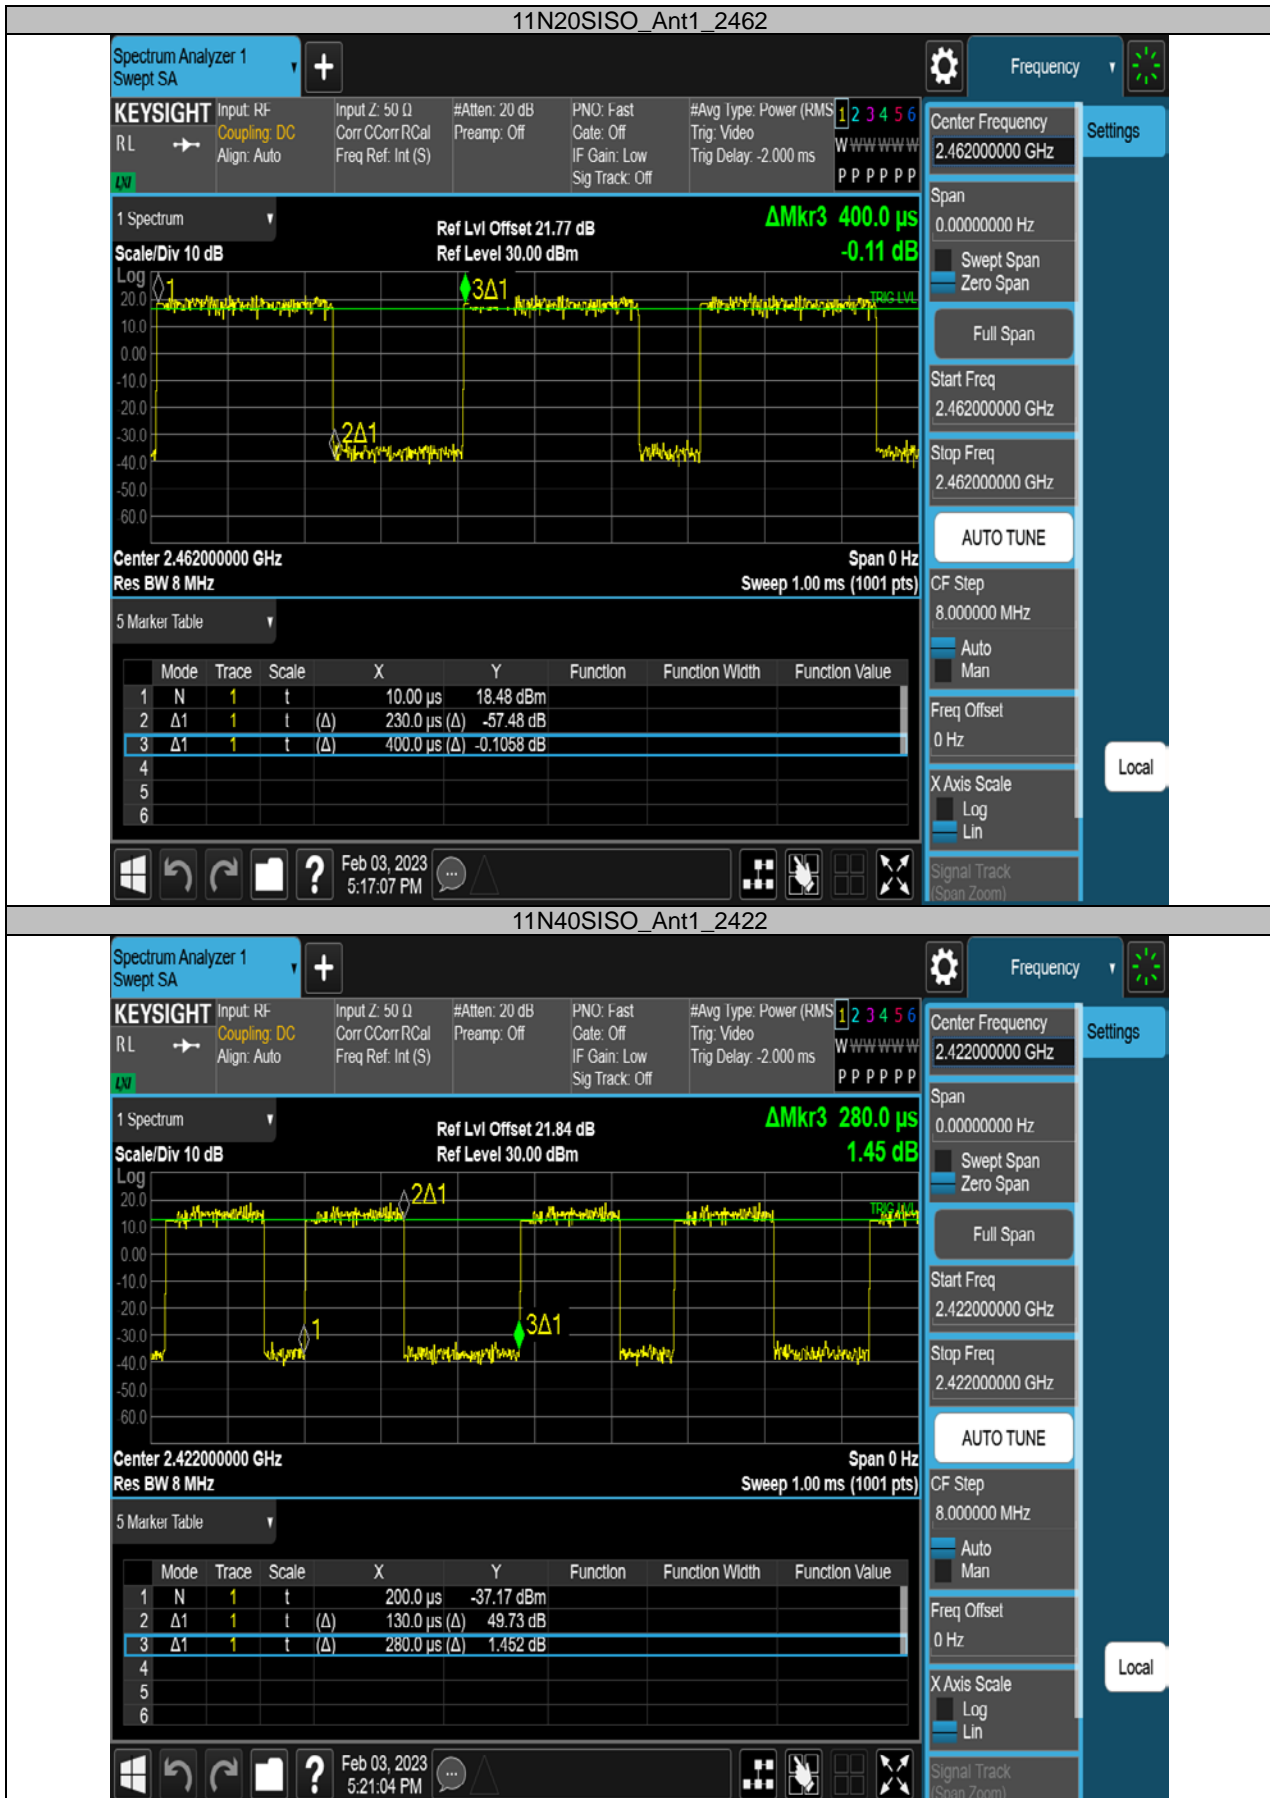 11N20SISO_Ant1_2462
Spectrum Analyzer 1
Swept SA
Frequency
KEYSIGHT
RL
LXI
Input: RF
Coupling: DC
Align: Auto
Input Z: 50 Ω
Corr CCorr RCal
Freq Ref: Int (S)
#Atten: 20 dB
Preamp: Off
PNO: Fast
Gate: Off
IF Gain: Low
Sig Track: Off
#Avg Type: Power (RMS
Trig: Video
Trig Delay: -2.000 ms
1 2 3 4 5 6
W W W W W W
P P P P P P
Center Frequency
2.462000000 GHz
Settings
Span
0.00000000 Hz
Swept Span
Zero Span
Full Span
Start Freq
2.462000000 GHz
Stop Freq
2.462000000 GHz
AUTO TUNE
CF Step
8.000000 MHz
Auto
Man
Freq Offset
0 Hz
X Axis Scale
Log
Lin
Signal Track
(Span Zoom)
Local
1 Spectrum
Scale/Div 10 dB
Ref Lvl Offset 21.77 dB
Ref Level 30.00 dBm
ΔMkr3 400.0 µs
-0.11 dB
Log
20.0
10.0
0.00
-10.0
20.0
-30.0
-40.0
-50.0
60.0
1
2Δ1
3Δ1
TRIG LVL
Center 2.462000000 GHz
Res BW 8 MHz
Span 0 Hz
Sweep 1.00 ms (1001 pts)
5 Marker Table
Mode Trace Scale X Y Function Function Width Function Value
1 N 1 t 10.00 µs 18.48 dBm
2 Δ1 1 t (Δ) 230.0 µs (Δ) -57.48 dB
3 Δ1 1 t (Δ) 400.0 µs (Δ) -0.1058 dB
4
5
6
Feb 03, 2023
5:17:07 PM
11N40SISO_Ant1_2422
Spectrum Analyzer 1
Swept SA
Frequency
KEYSIGHT
RL
LXI
Input: RF
Coupling: DC
Align: Auto
Input Z: 50 Ω
Corr CCorr RCal
Freq Ref: Int (S)
#Atten: 20 dB
Preamp: Off
PNO: Fast
Gate: Off
IF Gain: Low
Sig Track: Off
#Avg Type: Power (RMS
Trig: Video
Trig Delay: -2.000 ms
1 2 3 4 5 6
W W W W W W
P P P P P P
Center Frequency
2.422000000 GHz
Settings
Span
0.00000000 Hz
Swept Span
Zero Span
Full Span
Start Freq
2.422000000 GHz
Stop Freq
2.422000000 GHz
AUTO TUNE
CF Step
8.000000 MHz
Auto
Man
Freq Offset
0 Hz
X Axis Scale
Log
Lin
Signal Track
(Span Zoom)
Local
1 Spectrum
Scale/Div 10 dB
Ref Lvl Offset 21.84 dB
Ref Level 30.00 dBm
ΔMkr3 280.0 µs
1.45 dB
Log
20.0
10.0
0.00
-10.0
20.0
-30.0
-40.0
-50.0
60.0
2Δ1
1
3Δ1
TRIG LVL
Center 2.422000000 GHz
Res BW 8 MHz
Span 0 Hz
Sweep 1.00 ms (1001 pts)
5 Marker Table
Mode Trace Scale X Y Function Function Width Function Value
1 N 1 t 200.0 µs -37.17 dBm
2 Δ1 1 t (Δ) 130.0 µs (Δ) 49.73 dB
3 Δ1 1 t (Δ) 280.0 µs (Δ) 1.452 dB
4
5
6
Feb 03, 2023
5:21:04 PM